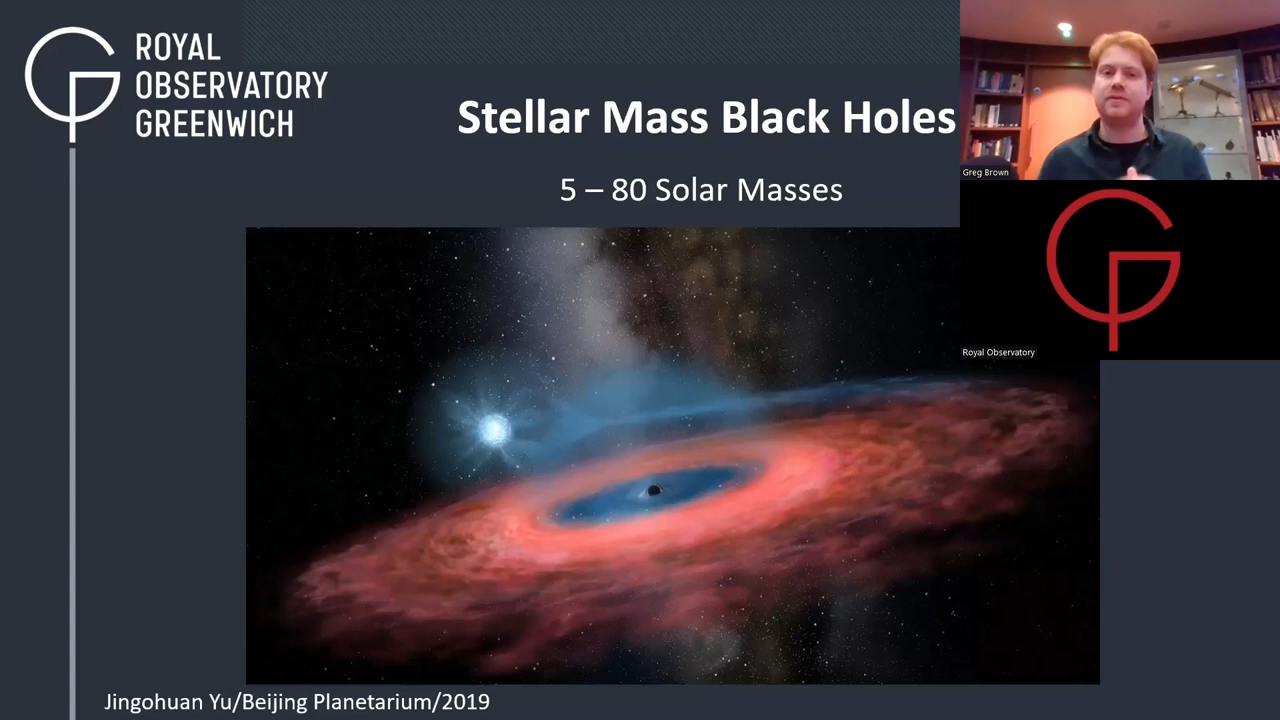 ROYAL
OBSERVATORY
GREENWICH
Stellar Mass Black Holes
5 – 80 Solar Masses
Greg Brown
Royal Observatory
Jingohuan Yu/Beijing Planetarium/2019